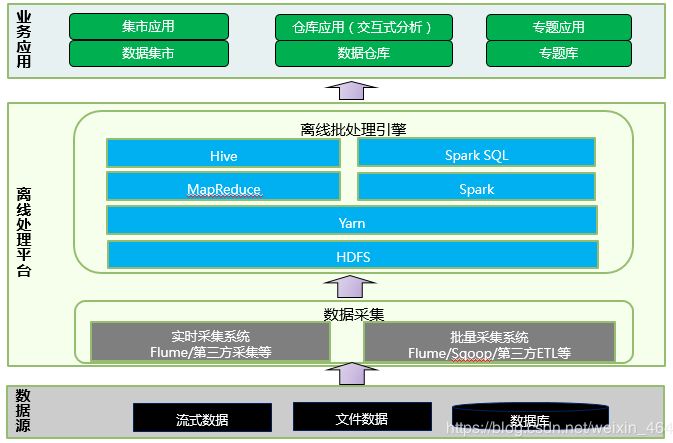 业务应用
集市应用
仓库应用（交互式分析）
专题应用
数据集市
数据仓库
专题库
离线处理平台
离线批处理引擎
Hive
Spark SQL
MapReduce
Spark
Yarn
HDFS
数据采集
实时采集系统
Flume/第三方采集等
批量采集系统
Flume/Sqoop/第三方ETL等
数据源
流式数据
文件数据
数据库
https://blog.csdn.net/weixin_464